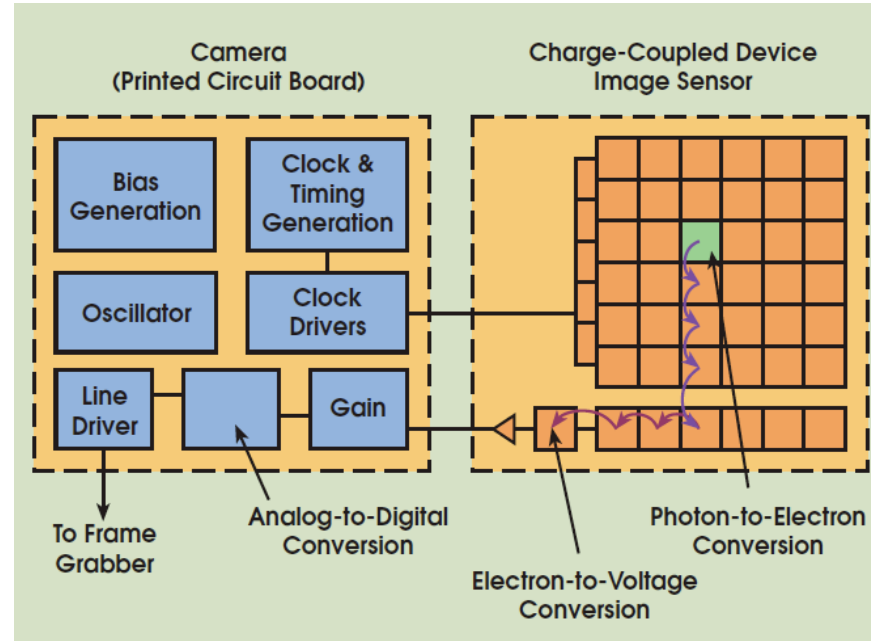 Camera
(Printed Circuit Board)
Charge-Coupled Device
Image Sensor
Bias
Generation
Clock &
Timing
Generation
Oscillator
Clock
Drivers
Line
Driver
Gain
To Frame
Grabber
Analog-to-Digital
Conversion
Electron-to-Voltage
Conversion
Photon-to-Electron
Conversion